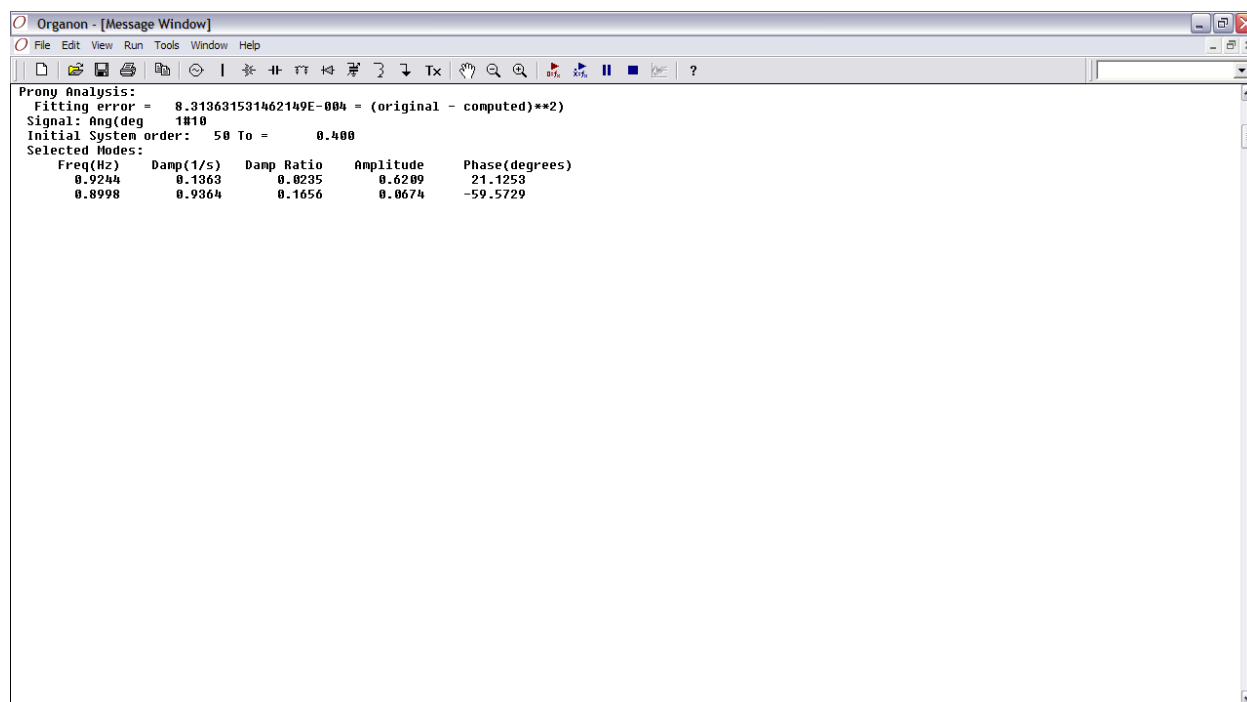 Organon - [Message Window]
File Edit View Run Tools Window Help
Tx ?
Prony Analysis:
Fitting error = 8.313631531462149E-004 = (original - computed)**2)
Signal: Ang(deg 1#10
Initial System order: 50 To = 0.400
Selected Modes:
Freq(Hz) Damp(1/s) Damp Ratio Amplitude Phase(degrees)
0.9244 0.1363 0.0235 0.6209 21.1253
0.8998 0.9364 0.1656 0.0674 -59.5729